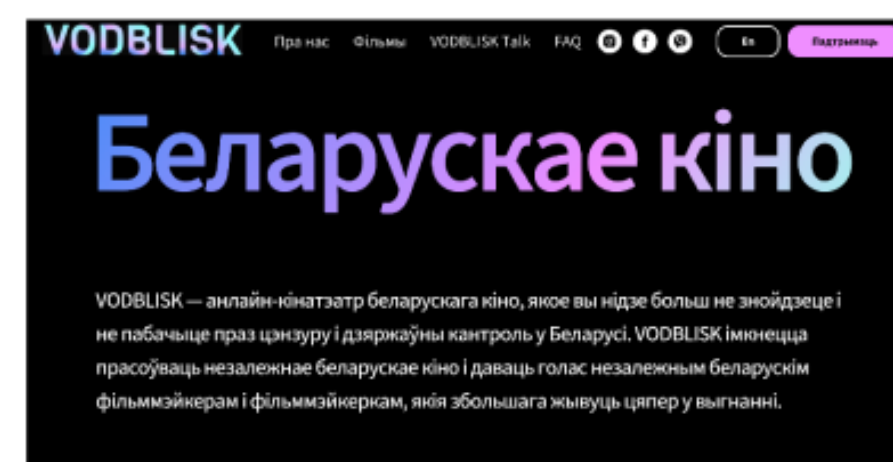 VODBLISK Пра нас Фільмы VODBLISK Talk FAQ En Падтрымаць
Беларускае кіно
VODBLISK — анлайн-кінатэатр беларускага кіно, якое вы нідзе больш не знойдзеце і
не пабачыце праз цэнзуру і дзяржаўны кантроль у Беларусі. VODBLISK імкнецца
прасоўваць незалежнае беларускае кіно і даваць голас незалежным беларускім
фільммэйкерам і фільммэйкеркам, якія збольшага жывуць цяпер у выгнанні.